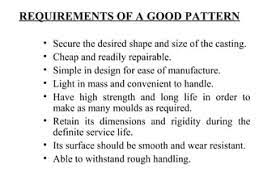 REQUIREMENTS OF A GOOD PATTERN
• Secure the desired shape and size of the casting.
• Cheap and readily repairable.
• Simple in design for ease of manufacture.
• Light in mass and convenient to handle.
• Have high strength and long life in order to
make as many moulds as required.
• Retain its dimensions and rigidity during the
definite service life.
• Its surface should be smooth and wear resistant.
• Able to withstand rough handling.